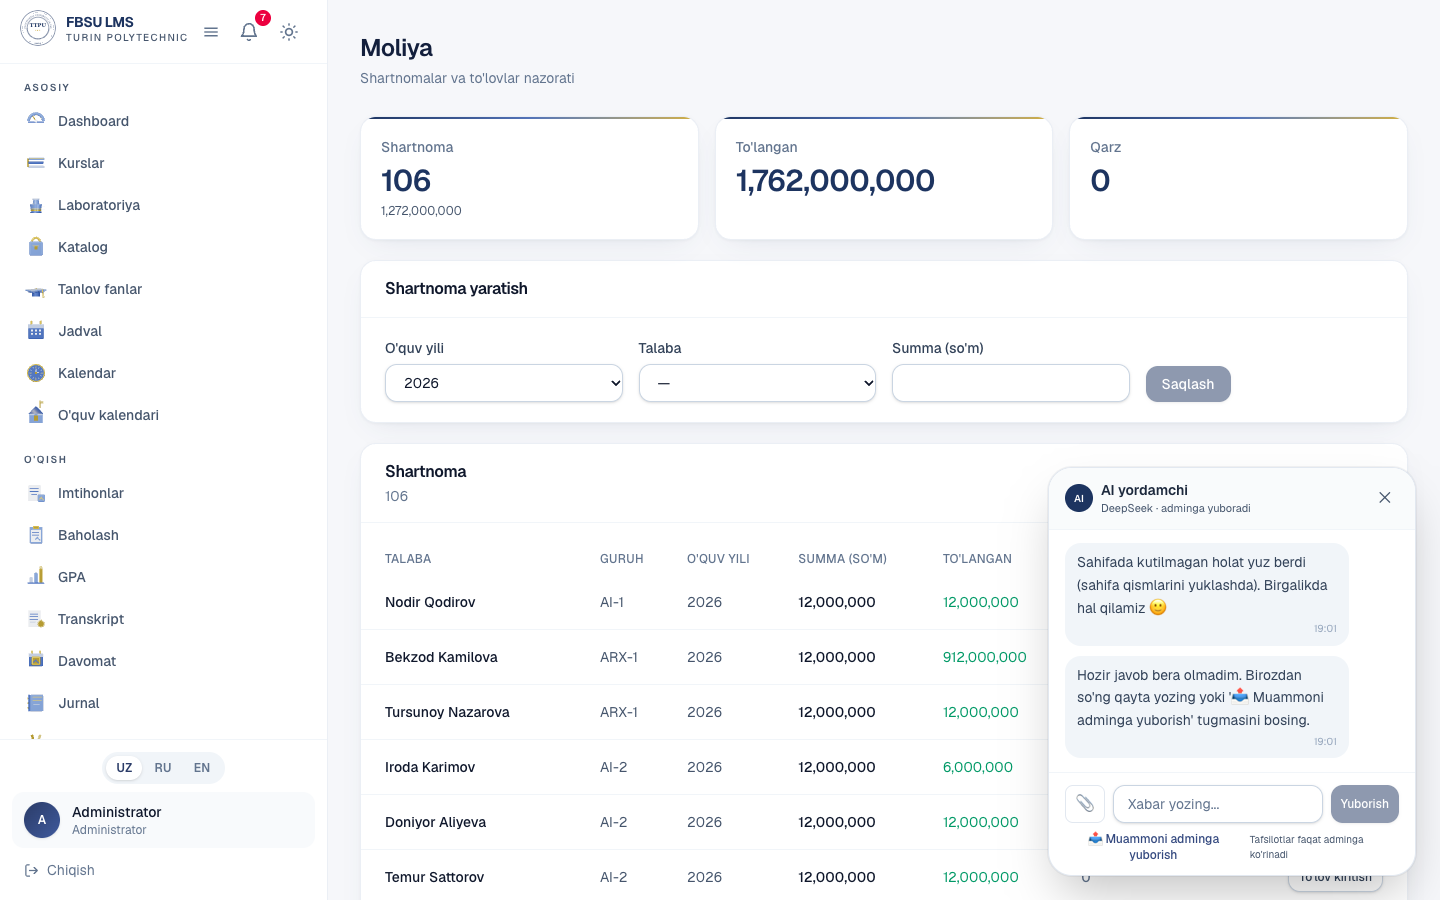 TTPU
FBSU LMS
TURIN POLYTECHNIC
7
ASOSIY
Dashboard
Kurslar
Laboratoriya
Katalog
Tanlov fanlar
Jadval
Kalendar
O'quv kalendari
O'QISH
Imtihonlar
Baholash
GPA
Transkript
Davomat
Jurnal
UZ RU EN
A
Administrator
Administrator
Chiqish
Moliya
Shartnomalar va to'lovlar nazorati
Shartnoma
106
1,272,000,000
To'langan
1,762,000,000
Qarz
0
Shartnoma yaratish
O'quv yili
2026
Talaba
—
Summa (so'm)
Saqlash
Shartnoma
106
TALABA GURUH O'QUV YILI SUMMA (SO'M) TO'LANGAN
Nodir Qodirov AI-1 2026 12,000,000 12,000,000
Bekzod Kamilova ARX-1 2026 12,000,000 912,000,000
Tursunoy Nazarova ARX-1 2026 12,000,000 12,000,000
Iroda Karimov AI-2 2026 12,000,000 6,000,000
Doniyor Aliyeva AI-2 2026 12,000,000 12,000,000
Temur Sattorov AI-2 2026 12,000,000 12,000,000 0 To'lov kiritish
AI
AI yordamchi
DeepSeek · adminga yuboradi
Sahifada kutilmagan holat yuz berdi
(sahifa qismlarini yuklashda). Birgalikda
hal qilamiz 🙂
19:01
Hozir javob bera olmadim. Birozdan
so'ng qayta yozing yoki '📤 Muammoni
adminga yuborish' tugmasini bosing.
19:01
Xabar yozing...
Yuborish
📤 Muammoni adminga
yuborish
Tafsilotlar faqat adminga
ko'rinadi